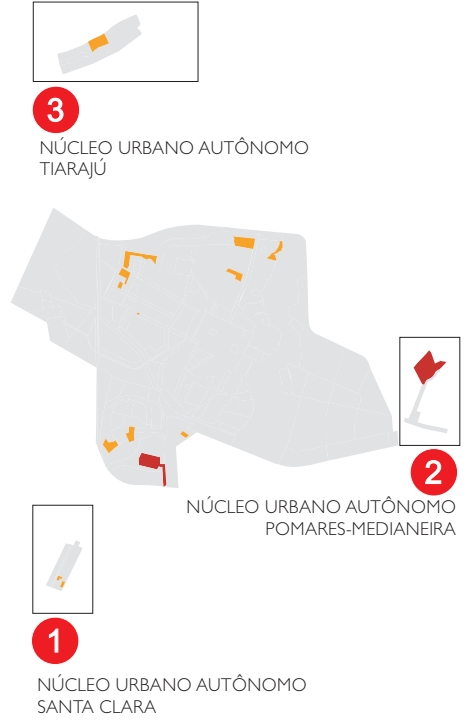 3
NÚCLEO URBANO AUTÔNOMO
TIARAJÚ
2
NÚCLEO URBANO AUTÔNOMO
POMARES-MEDIANEIRA
1
NÚCLEO URBANO AUTÔNOMO
SANTA CLARA